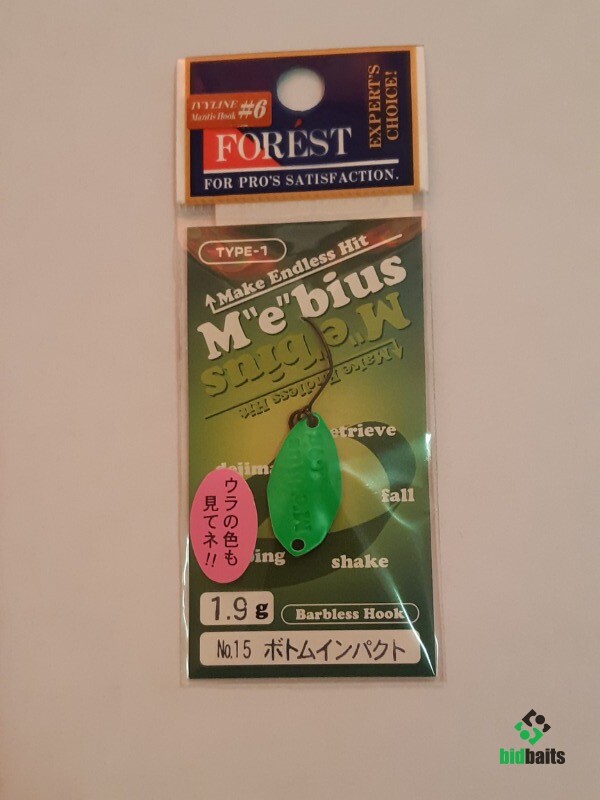 IVYLINE
Mantis Hook #6
FORÉST
FOR PRO'S SATISFACTION.
EXPERT'S
CHOICE!
TYPE-1
Make Endless Hit
M"e"bius
M"e"bius
Make Endless Hit
fall
shake
ウラの色も
見てネ!!
1.9g
Barbless Hook
No.15 ボトムインパクト
bidbaits